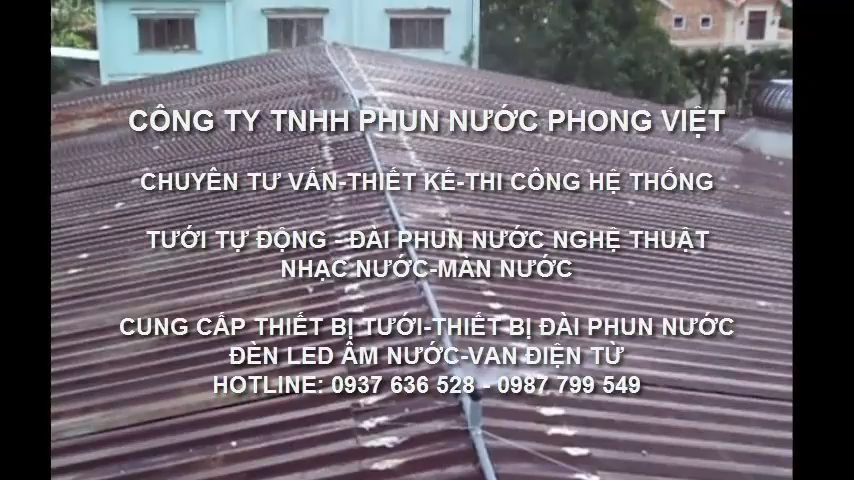 CÔNG TY TNHH PHUN NƯỚC PHONG VIỆT
CHUYÊN TƯ VẤN-THIẾT KẾ-THI CÔNG HỆ THỐNG
TƯỚI TỰ ĐỘNG - ĐÀI PHUN NƯỚC NGHỆ THUẬT
NHẠC NƯỚC-MÀN NƯỚC
CUNG CẤP THIẾT BỊ TƯỚI-THIẾT BỊ ĐÀI PHUN NƯỚC
ĐÈN LED ÂM NƯỚC-VAN ĐIỆN TỪ
HOTLINE: 0937 636 528 - 0987 799 549